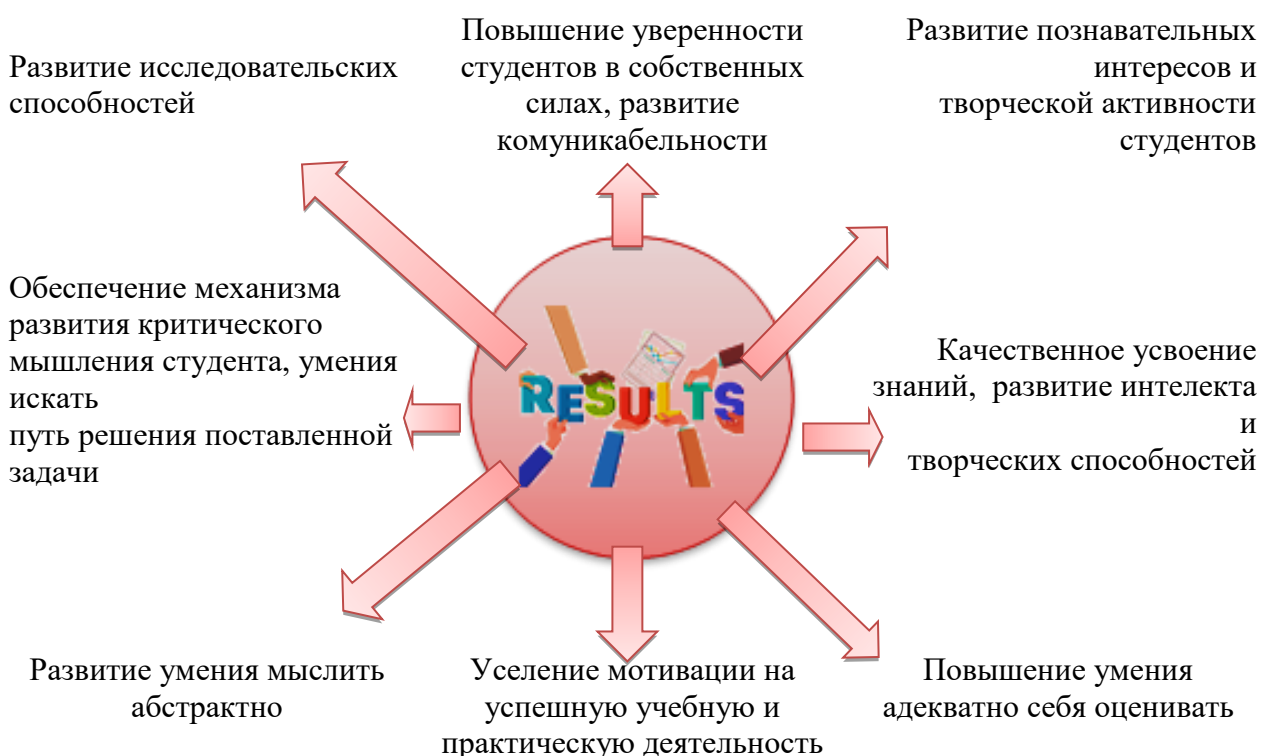 Развитие исследовательских
способностей
Повышение уверенности
студентов в собственных
силах, развитие
комуникабельности
Развитие познавательных
интересов и
творческой активности
студентов
Обеспечение механизма
развития критического
мышления студента, умения
искать
путь решения поставленной
задачи
RESULTS
Качественное усвоение
знаний, развитие интелекта
и
творческих способностей
Развитие умения мыслить
абстрактно
Уселение мотивации на
успешную учебную и
практическую деятельность
Повышение умения
адекватно себя оценивать